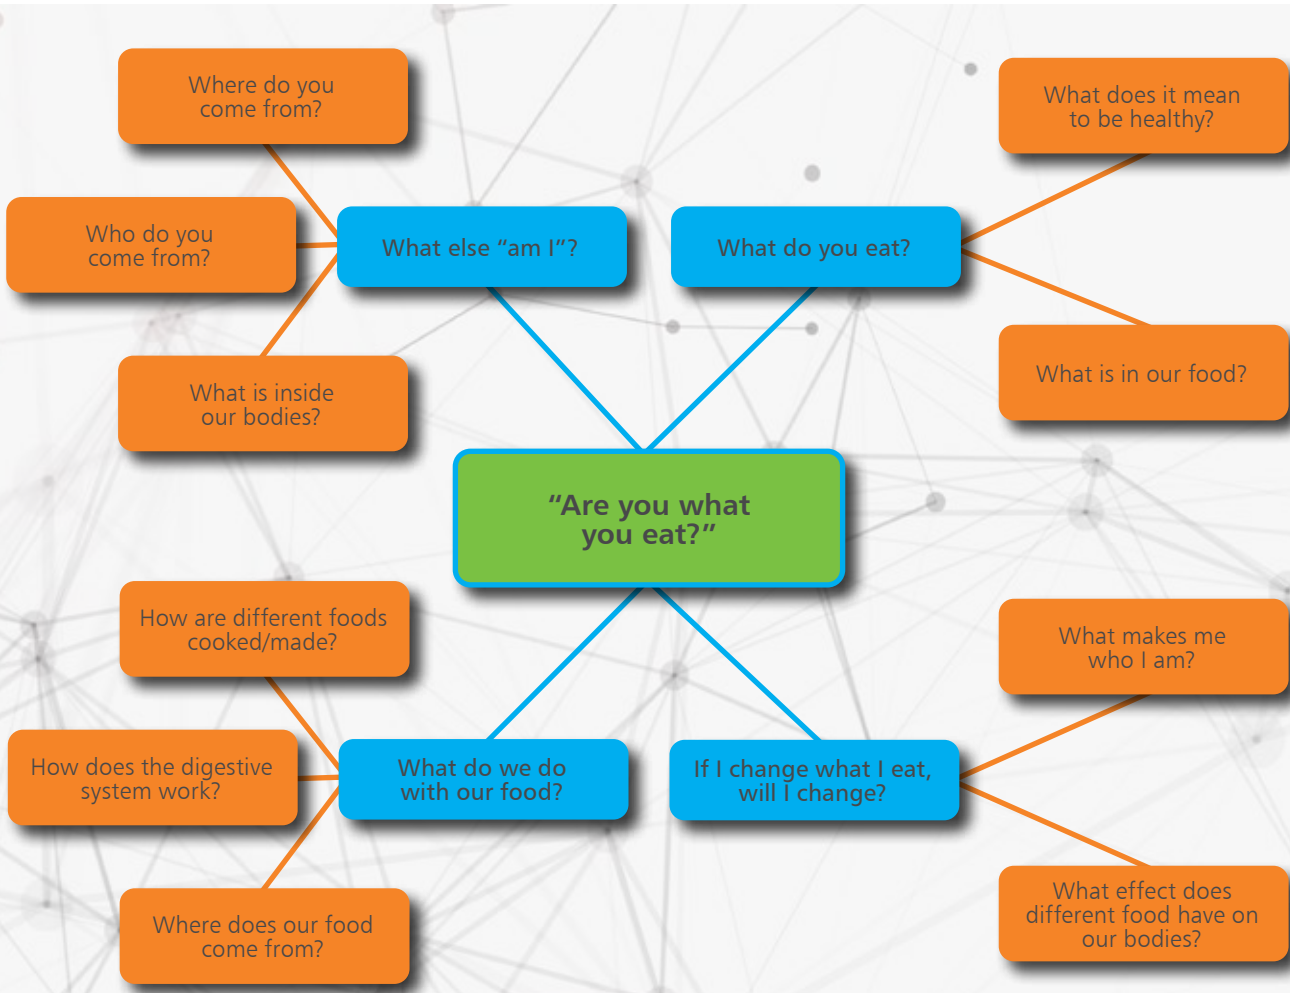 Where do you
come from?
What does it mean
to be healthy?
Who do you
come from?
What else “am I”?
What do you eat?
What is inside
our bodies?
What is in our food?
“Are you what
you eat?”
How are different foods
cooked/made?
What makes me
who I am?
How does the digestive
system work?
What do we do
with our food?
If I change what I eat,
will I change?
Where does our food
come from?
What effect does
different food have on
our bodies?